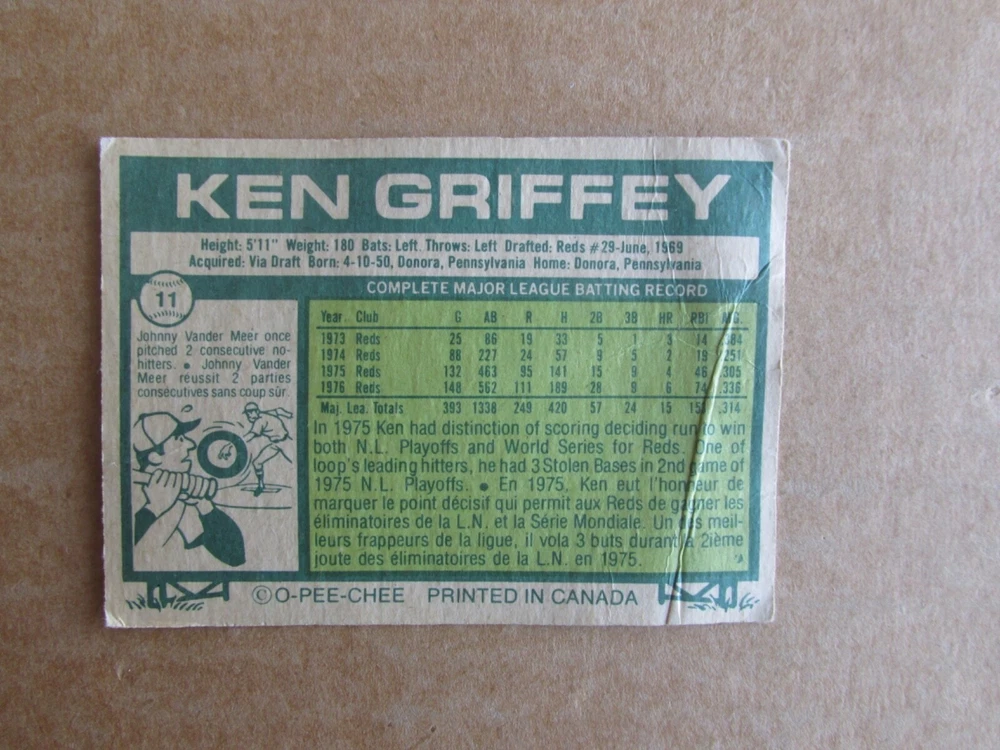 KEN GRIFFEY
Height: 5'11" Weight: 180 Bats: Left Throws: Left Drafted: Reds #29-June, 1969
Acquired: Via Draft Born: 4-10-50, Donora, Pennsylvania Home: Donora, Pennsylvania
COMPLETE MAJOR LEAGUE BATTING RECORD
11
Johnny Vander Meer once
pitched 2 consecutive no-
hitters. • Johnny Vander
Meer réussit 2 parties
consécutives sans coup sûr.
Year Club G AB R H 2B 3B HR RBI AVG.
1973 Reds 25 86 19 33 5 1 3 14 .384
1974 Reds 88 227 24 57 9 5 2 19 .251
1975 Reds 132 463 95 141 15 9 4 46 .305
1976 Reds 148 562 111 189 28 9 6 74 .336
Maj. Lea. Totals 393 1338 249 420 57 24 15 153 .314
In 1975 Ken had distinction of scoring deciding run to win
both N.L. Playoffs and World Series for Reds. One of
loop's leading hitters, he had 3 Stolen Bases in 2nd game of
1975 N.L. Playoffs. • En 1975, Ken eut l'honneur de
marquer le point décisif qui permit aux Reds de gagner les
éliminatoires de la L.N. et la Série Mondiale. Un des meil-
leurs frappeurs de la ligue, il vola 3 buts durant la 2ième
joute des éliminatoires de la L.N. en 1975.
©O-PEE-CHEE PRINTED IN CANADA